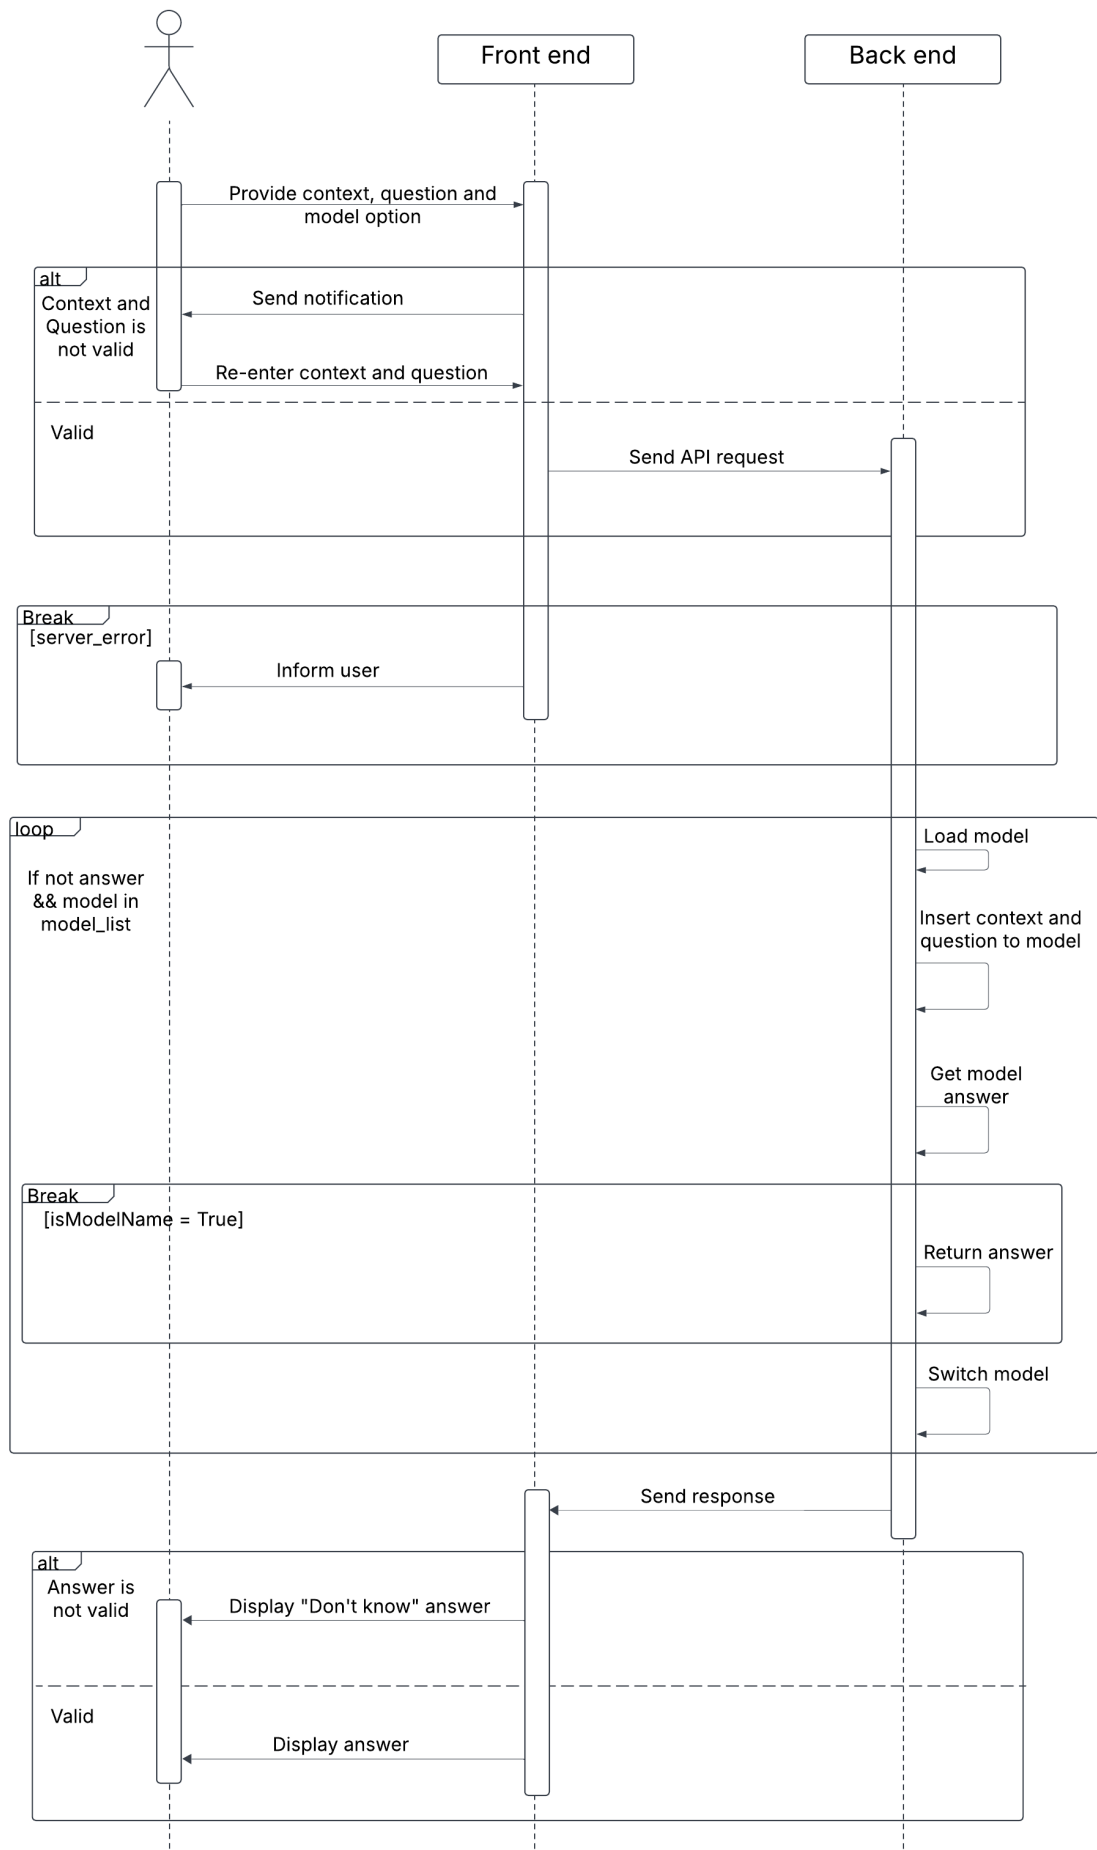 Front end
Back end
Provide context, question and
model option
alt
Context and
Question is
not valid
Send notification
Re-enter context and question
Valid
Send API request
Break
[server_error]
Inform user
loop
If not answer
&& model in
model_list
Load model
Insert context and
question to model
Get model
answer
Break
[isModelName = True]
Return answer
Switch model
Send response
alt
Answer is
not valid
Display "Don't know" answer
Valid
Display answer